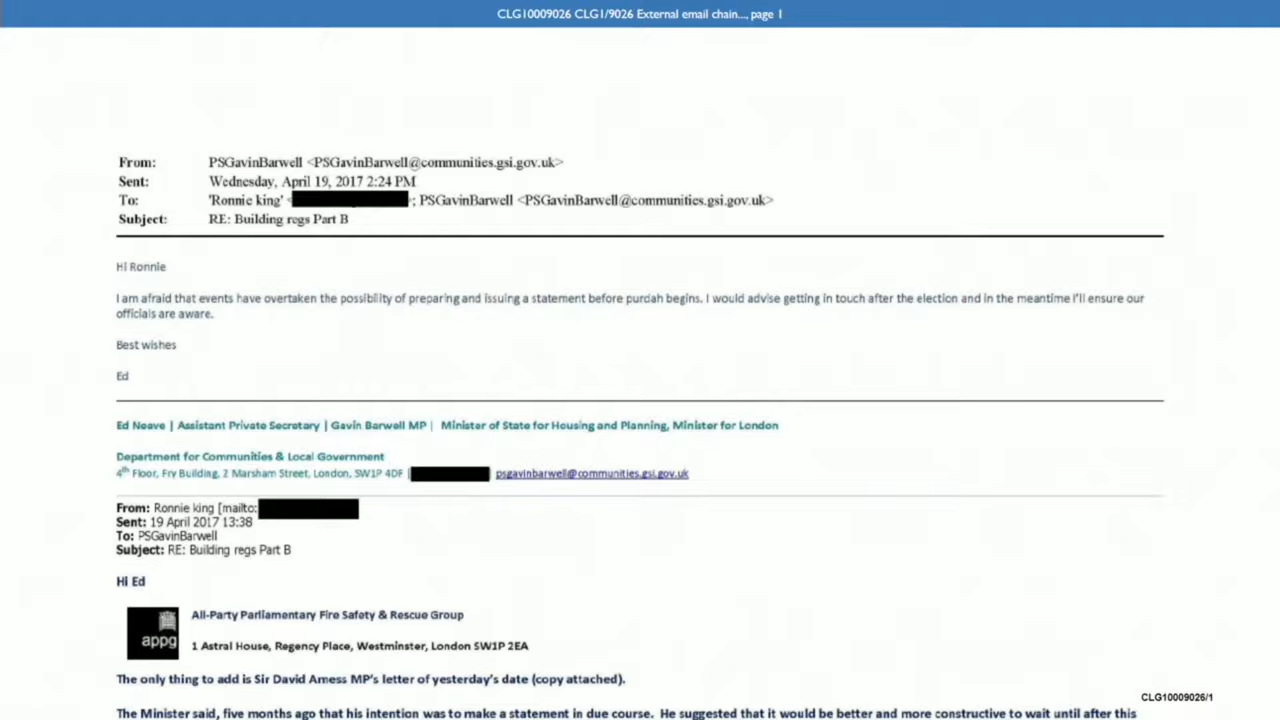 CLG10009026 CLG1/9026 External email chain..., page 1
From: PSGavinBarwell <PSGavinBarwell@communities.gsi.gov.uk>
Sent: Wednesday, April 19, 2017 2:24 PM
To: 'Ronnie king' < ; PSGavinBarwell <PSGavinBarwell@communities.gsi.gov.uk>
Subject: RE: Building regs Part B
Hi Ronnie
I am afraid that events have overtaken the possibility of preparing and issuing a statement before purdah begins. I would advise getting in touch after the election and in the meantime I'll ensure our
officials are aware.
Best wishes
Ed
Ed Neave | Assistant Private Secretary | Gavin Barwell MP | Minister of State for Housing and Planning, Minister for London
Department for Communities & Local Government
4th Floor, Fry Building, 2 Marsham Street, London, SW1P 4DF | psgavinbarwell@communities.gsi.gov.uk
From: Ronnie king [mailto:
Sent: 19 April 2017 13:38
To: PSGavinBarwell
Subject: RE: Building regs Part B
Hi Ed
All-Party Parliamentary Fire Safety & Rescue Group
appg
1 Astral House, Regency Place, Westminster, London SW1P 2EA
The only thing to add is Sir David Amess MP's letter of yesterday's date (copy attached).
CLG10009026/1
The Minister said, five months ago that his intention was to make a statement in due course. He suggested that it would be better and more constructive to wait until after this